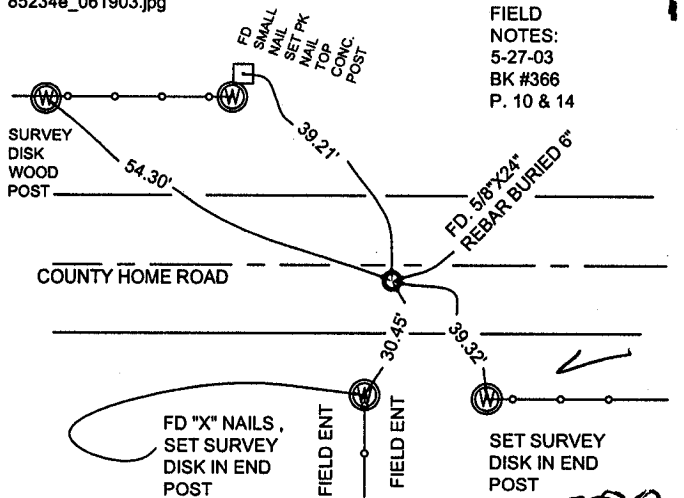 85234e_061903.jpg
FIELD
NOTES:
5-27-03
BK #366
P. 10 & 14
FD
SMALL
NAIL
SET PK
NAIL
TOP
CONC.
POST
W
W
39.21'
SURVEY
DISK
WOOD
POST
54.30'
FD. 5/8"X24"
REBAR BURIED 6"
COUNTY HOME ROAD
30.45'
39.32'
W
W
FD "X" NAILS ,
SET SURVEY
DISK IN END
POST
FIELD ENT
FIELD ENT
SET SURVEY
DISK IN END
POST